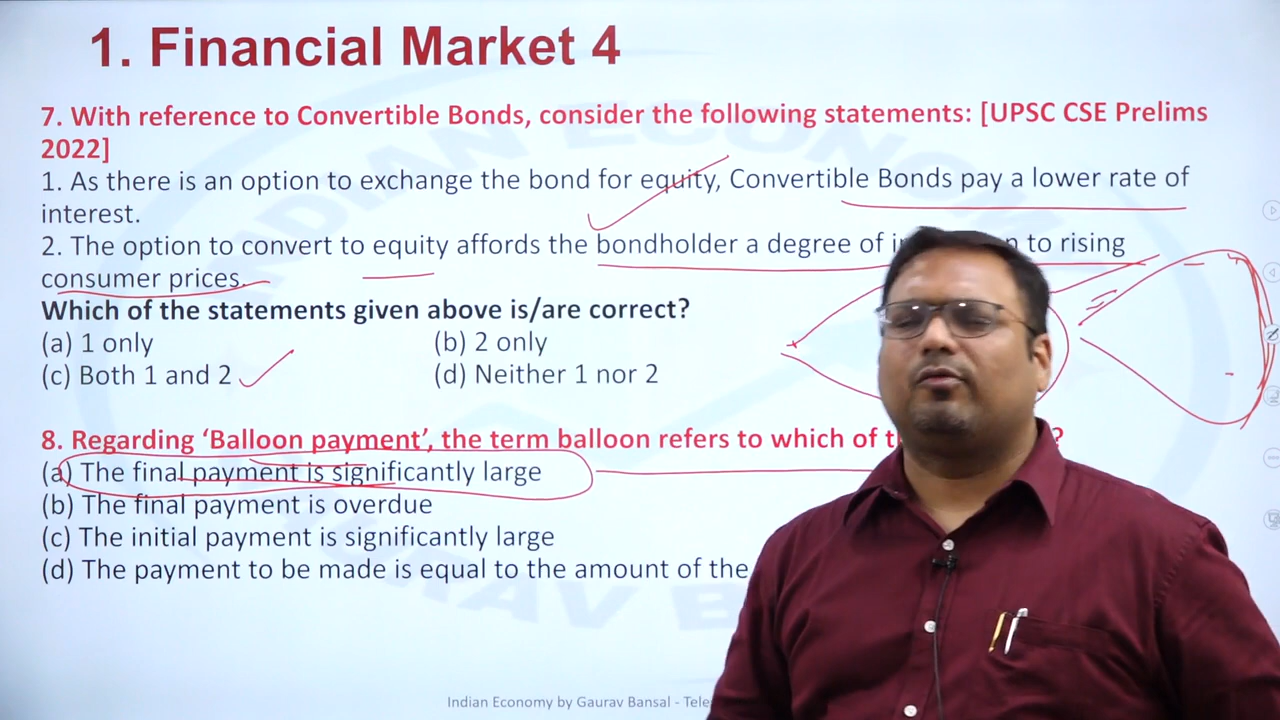 1. Financial Market 4
7. With reference to Convertible Bonds, consider the following statements: [UPSC CSE Prelims
2022]
1. As there is an option to exchange the bond for equity, Convertible Bonds pay a lower rate of
interest.
2. The option to convert to equity affords the bondholder a degree of to rising
consumer prices.
Which of the statements given above is/are correct?
(a) 1 only (b) 2 only
(c) Both 1 and 2 (d) Neither 1 nor 2
8. Regarding ‘Balloon payment’, the term balloon refers to which of ?
(a) The final payment is significantly large
(b) The final payment is overdue
(c) The initial payment is significantly large
(d) The payment to be made is equal to the amount of the
INDIAN ECONOMY
Indian Economy by Gaurav Bansal -